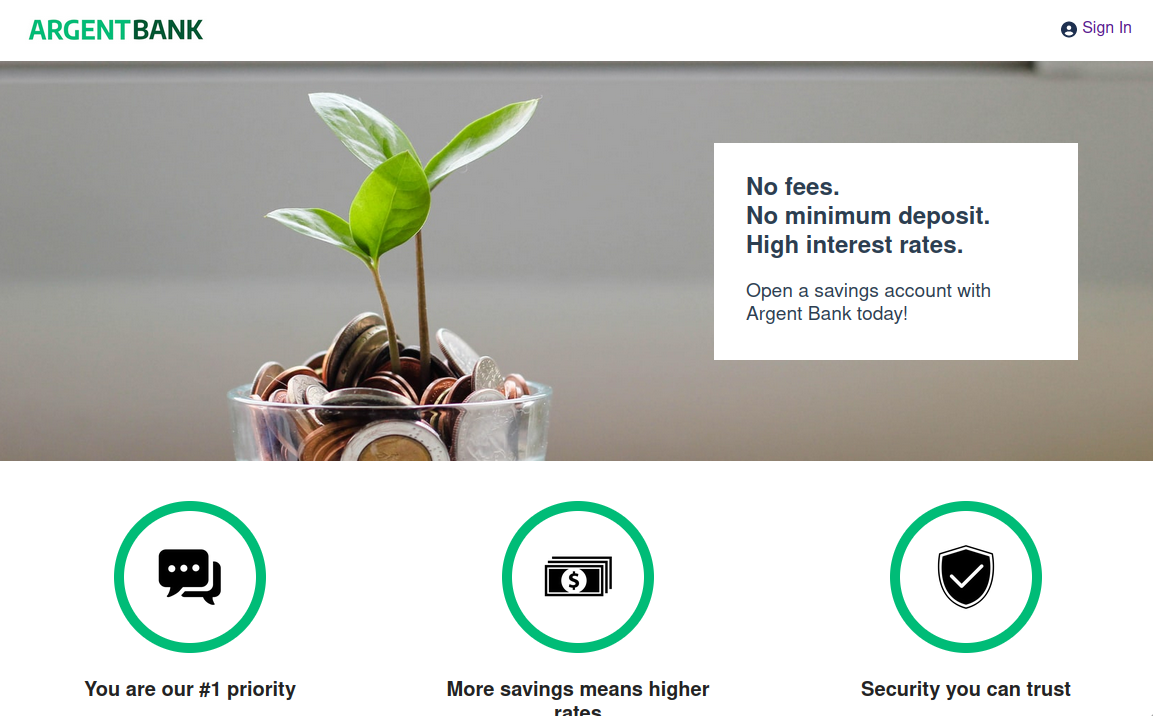 ARGENTBANK
Sign In
No fees.
No minimum deposit.
High interest rates.
Open a savings account with
Argent Bank today!
$
You are our #1 priority
More savings means higher
rates
Security you can trust